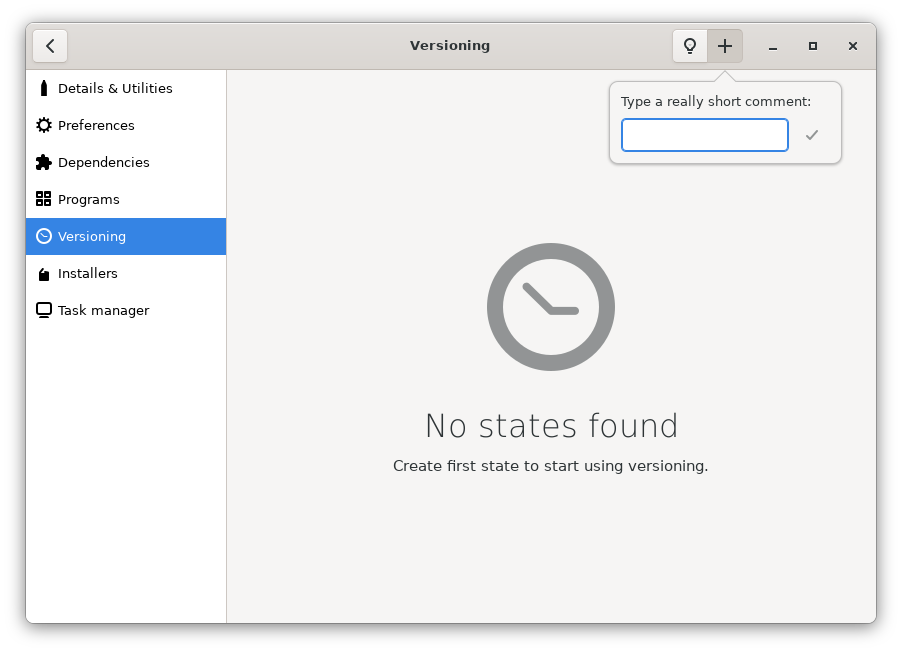 Versioning
Details & Utilities
Preferences
Dependencies
Programs
Versioning
Installers
Task manager
Type a really short comment:
No states found
Create first state to start using versioning.